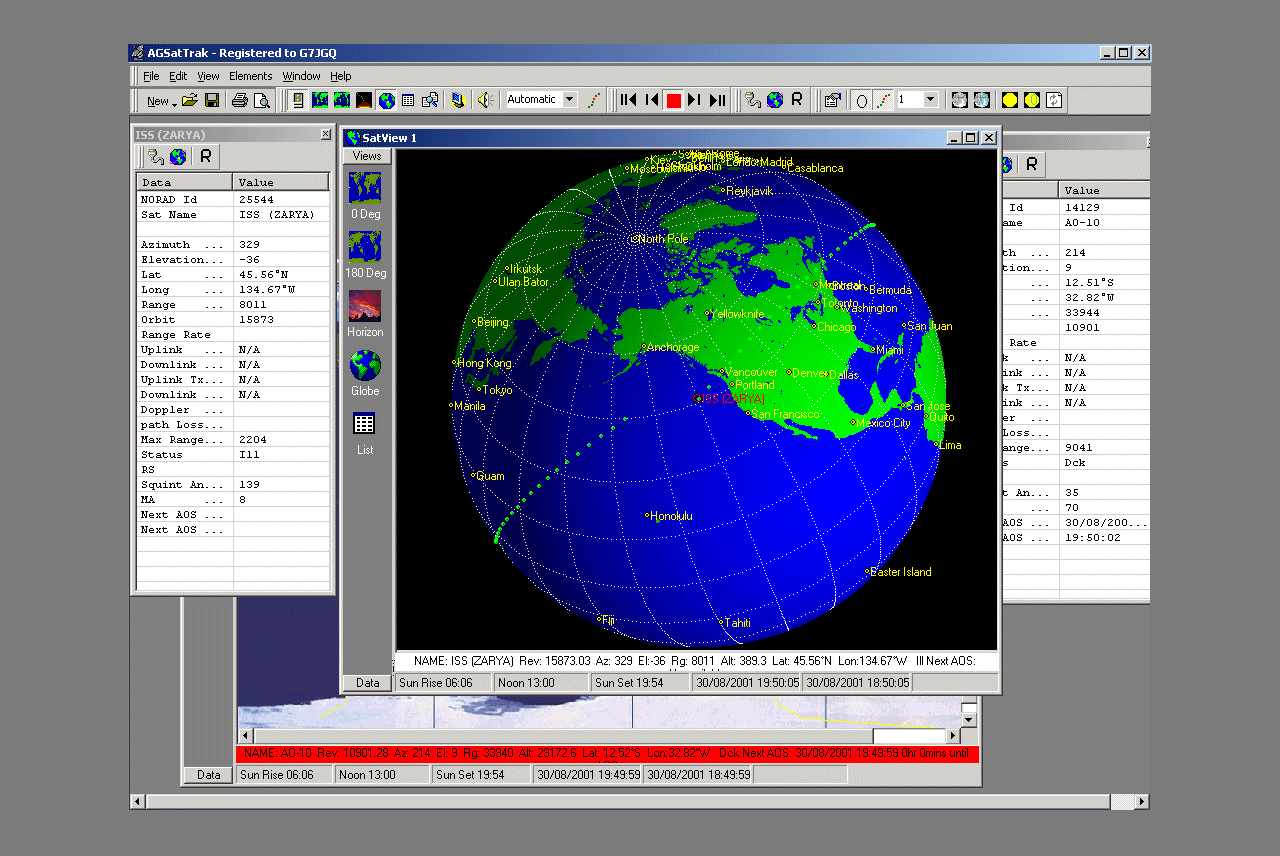 AGSatTrak - Registered to G7JGQ
File Edit View Elements Window Help
New Automatic R 1
ISS (ZARYA)
R
Data Value
NORAD Id 25544
Sat Name ISS (ZARYA)
Azimuth ... 329
Elevation... -36
Lat ... 45.56°N
Long ... 134.67°W
Range ... 8011
Orbit ... 15873
Range Rate
Uplink ... N/A
Downlink ... N/A
Uplink Tx... N/A
Downlink ... N/A
Doppler ...
path Loss...
Max Range... 2204
Status ... Ill
RS
Squint An... 139
MA ... 8
Next AOS ...
Next AOS ...
SatView 1
Views
0 Deg
180 Deg
Horizon
Globe
List
Data
Kiev Rome
Moscow London Madrid
Casablanca
Reykjavik
North Pole
Irkutsk
Ulan Bator
Montreal Boston Bermuda
Toronto Washington
Yellowknife
Beijing Chicago San Juan
Anchorage Miami
Hong Kong
Vancouver Denver Dallas
Portland
Tokyo
ISS (ZARYA)
Manila San Jose
San Francisco Quito
Mexico City
Lima
Guam
Honolulu
Easter Island
Fiji Tahiti
NAME: ISS (ZARYA) Rev: 15873.03 Az: 329 El:-36 Rg: 8011 Alt: 389.3 Lat: 45.56°N Lon:134.67°W Ill Next AOS:
Sun Rise 06:06 Noon 13:00 Sun Set 19:54 30/08/2001 19:50:05 30/08/2001 18:50:05
R
Value
Id 14129
ame AO-10
th ... 214
tion... 9
... 12.51°S
... 32.82°W
... 33944
10901
Rate
k ... N/A
ink ... N/A
k Tx... N/A
ink ... N/A
er ...
Loss...
ange... 9041
s Dck
t An... 35
... 70
AOS ... 30/08/200...
AOS ... 19:50:02
NAME: AO-10 Rev: 10901.28 Az: 214 El: 9 Rg: 33940 Alt: 29172.6 Lat: 12.52°S Lon:32.82°W Dck Next AOS: 30/08/2001 19:49:59 0hr 0mins until
Data Sun Rise 06:06 Noon 13:00 Sun Set 19:54 30/08/2001 19:49:59 30/08/2001 18:49:59